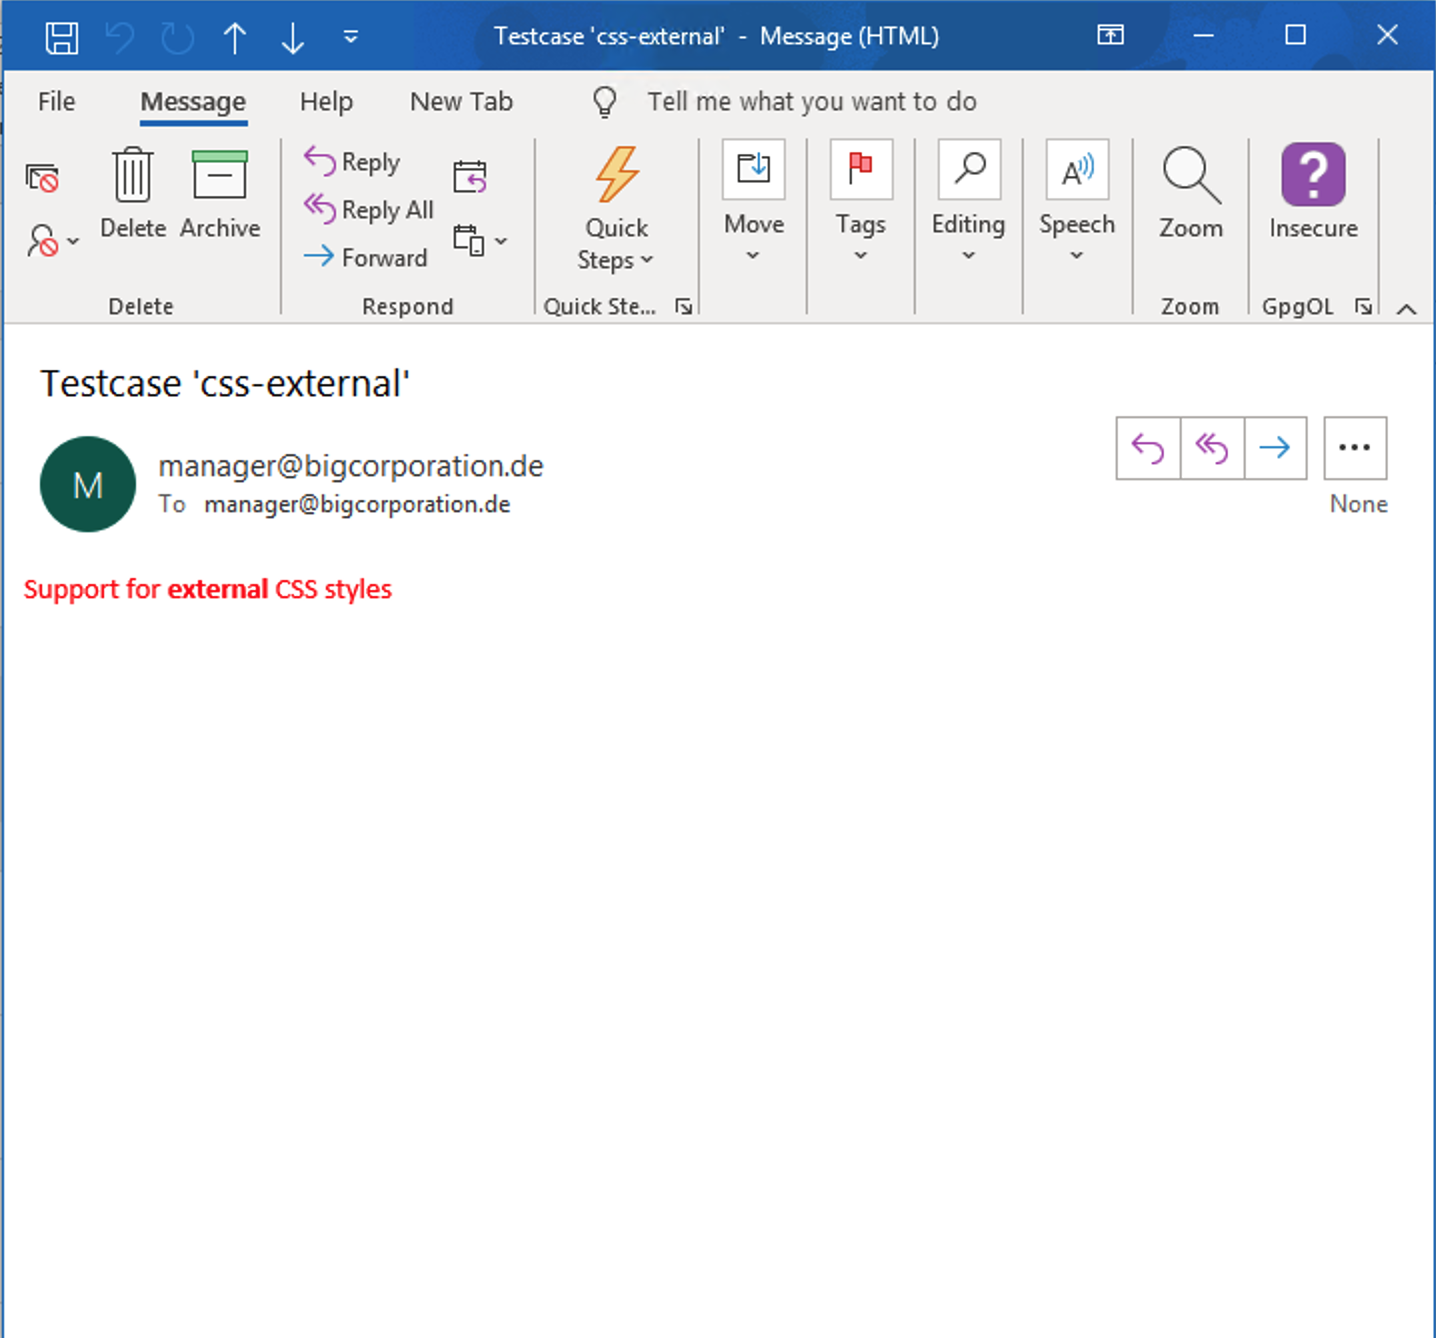 Testcase 'css-external' - Message (HTML)
File Message Help New Tab Tell me what you want to do
Delete Archive
Reply
Reply All
Forward
Quick Steps
Move
Tags
Editing
Speech
Zoom
Insecure
Delete Respond Quick Ste... Zoom GpgOL
Testcase 'css-external'
M
manager@bigcorporation.de
To manager@bigcorporation.de
None
Support for external CSS styles